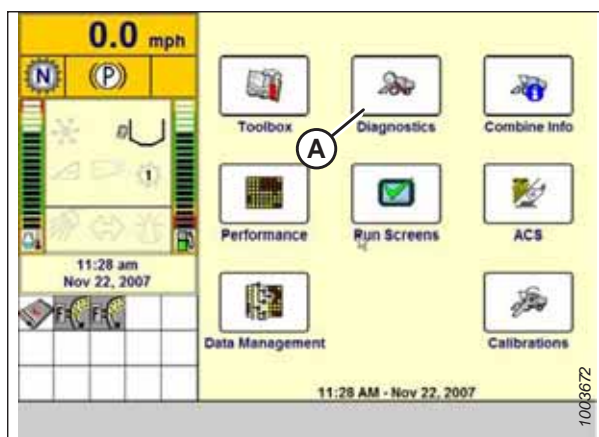 0.0 mph
N
(P)
1
11:28 am
Nov 22, 2007
Toolbox
Diagnostics
Combine Info
A
Performance
Run Screens
ACS
Data Management
Calibrations
11:28 AM - Nov 22, 2007
1003672